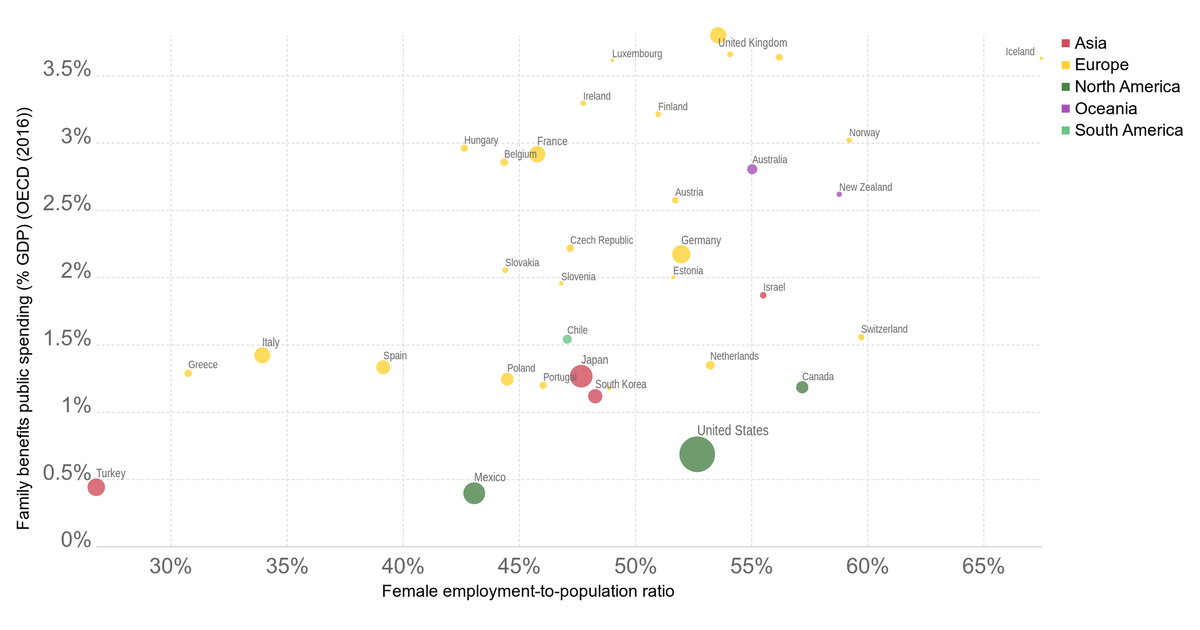 Asia
Europe
North America
Oceania
South America
Family benefits public spending (% GDP) (OECD (2016))
3.5%
3%
2.5%
2%
1.5%
1%
0.5%
0%
United Kingdom
Luxembourg
Iceland
Ireland
Finland
Norway
Hungary
France
Belgium
Australia
New Zealand
Austria
Czech Republic
Germany
Slovakia
Estonia
Slovenia
Israel
Chile
Switzerland
Italy
Greece
Spain
Japan
Netherlands
Poland
Portugal
South Korea
Canada
United States
Turkey
Mexico
30%
35%
40%
45%
50%
55%
60%
65%
Female employment-to-population ratio